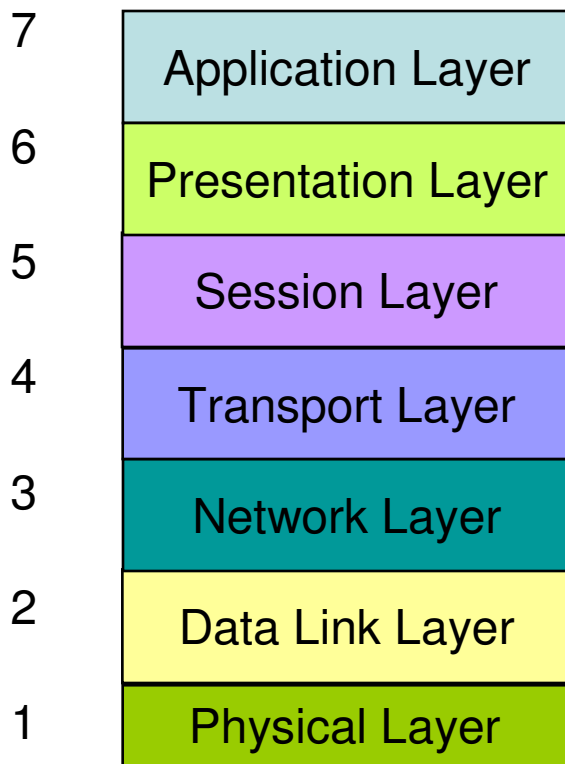 7
Application Layer
6
Presentation Layer
5
Session Layer
4
Transport Layer
3
Network Layer
2
Data Link Layer
1
Physical Layer